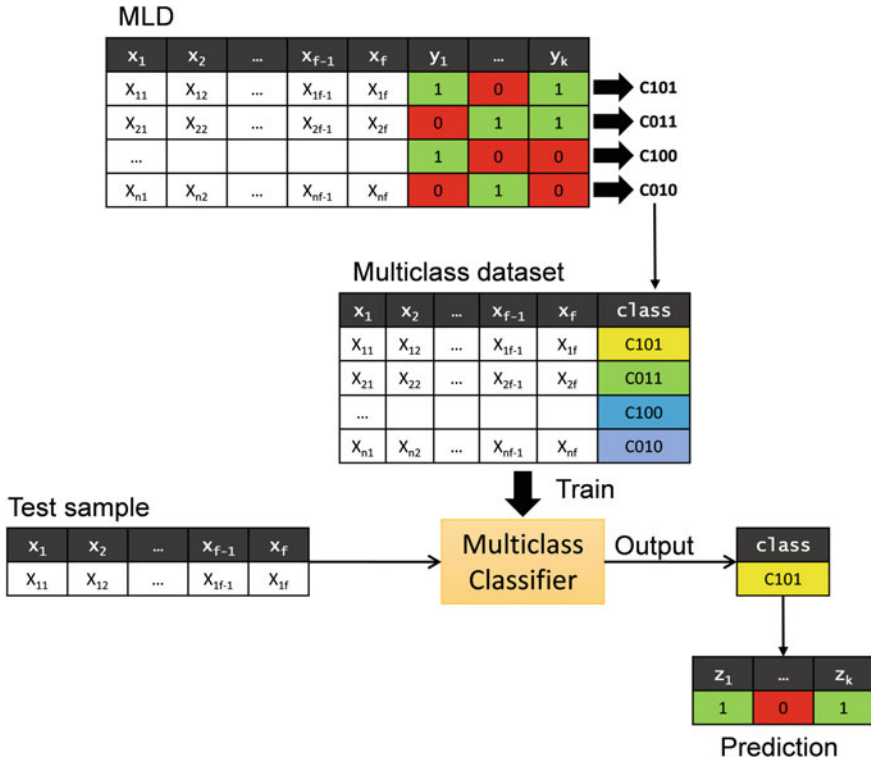 MLD
x1 x2 … xf-1 xf y1 … yk
X11 X12 … X1f-1 X1f 1 0 1 C101
X21 X22 … X2f-1 X2f 0 1 1 C011
… 1 0 0 C100
Xn1 Xn2 … Xnf-1 Xnf 0 1 0 C010
Multiclass dataset
x1 x2 … xf-1 xf class
X11 X12 … X1f-1 X1f C101
X21 X22 … X2f-1 X2f C011
… C100
Xn1 Xn2 … Xnf-1 Xnf C010
Train
Test sample
x1 x2 … xf-1 xf
X11 X12 … X1f-1 X1f
Multiclass
Classifier
Output
class
C101
z1 … zk
1 0 1
Prediction